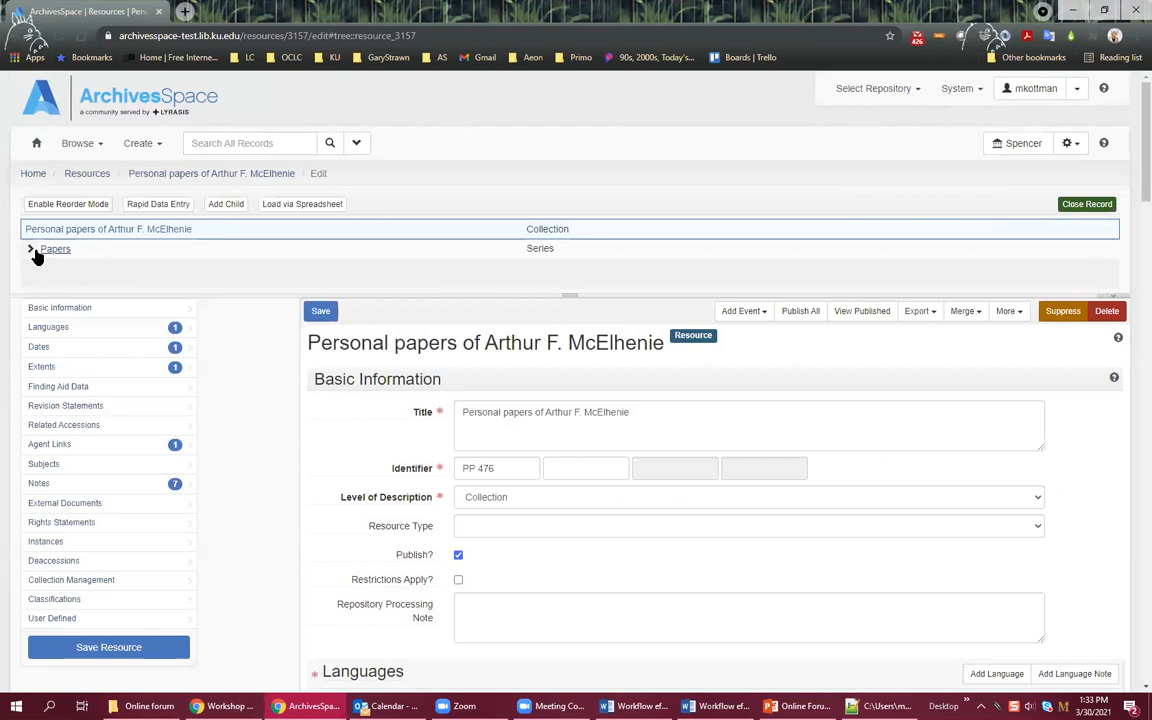 ArchivesSpace | Resources | Pers
archivesspace-test.lib.ku.edu/resources/3157/edit#tree::resource_3157
426
Apps Bookmarks Home | Free Interne... LC OCLC KU GaryStrawn AS Gmail Aeon Primo 90s, 2000s, Today's... Boards | Trello Other bookmarks Reading list
ArchivesSpace
a community served by LYRASIS
Select Repository System mkottman
Browse Create Search All Records Spencer
Home Resources Personal papers of Arthur F. McElhenie Edit
Enable Reorder Mode Rapid Data Entry Add Child Load via Spreadsheet Close Record
Personal papers of Arthur F. McElhenie Collection
Papers Series
Basic Information
Languages 1
Dates 1
Extents 1
Finding Aid Data
Revision Statements
Related Accessions
Agent Links 1
Subjects
Notes 7
External Documents
Rights Statements
Instances
Deaccessions
Collection Management
Classifications
User Defined
Save Resource
Save Add Event Publish All View Published Export Merge More Suppress Delete
Personal papers of Arthur F. McElhenie Resource
Basic Information
Title * Personal papers of Arthur F. McElhenie
Identifier * PP 476
Level of Description * Collection
Resource Type
Publish?
Restrictions Apply?
Repository Processing
Note
* Languages Add Language Add Language Note
Online forum Workshop ... ArchivesSpa... Calendar - ... Zoom Meeting Co... Workflow ef... Workflow ef... Online Foru... C:\Users\m... Desktop » 1:33 PM
3/30/2021 2